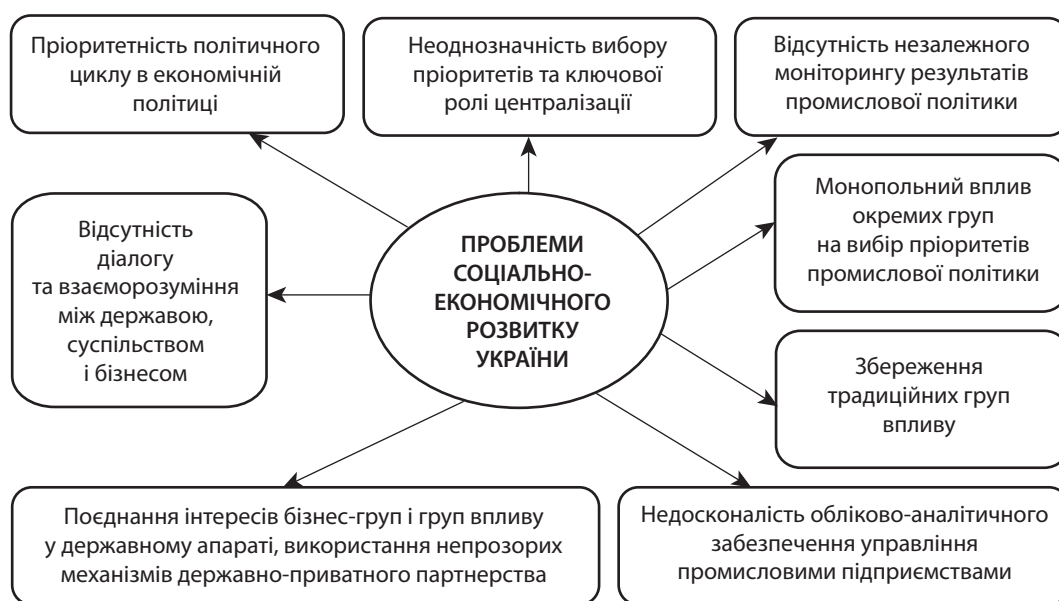 Пріоритетність політичного
циклу в економічній
політиці
Неоднозначність вибору
пріоритетів та ключової
ролі централізації
Відсутність незалежного
моніторингу результатів
промислової політики
Відсутність
діалогу
та взаєморозуміння
між державою,
суспільством
і бізнесом
ПРОБЛЕМИ
СОЦІАЛЬНО-
ЕКОНОМІЧНОГО
РОЗВИТКУ
УКРАЇНИ
Монопольний вплив
окремих груп
на вибір пріоритетів
промислової політики
Збереження
традиційних груп
впливу
Поєднання інтересів бізнес-груп і груп впливу
у державному апараті, використання непрозорих
механізмів державно-приватного партнерства
Недосконалість обліково-аналітичного
забезпечення управління
промисловими підприємствами